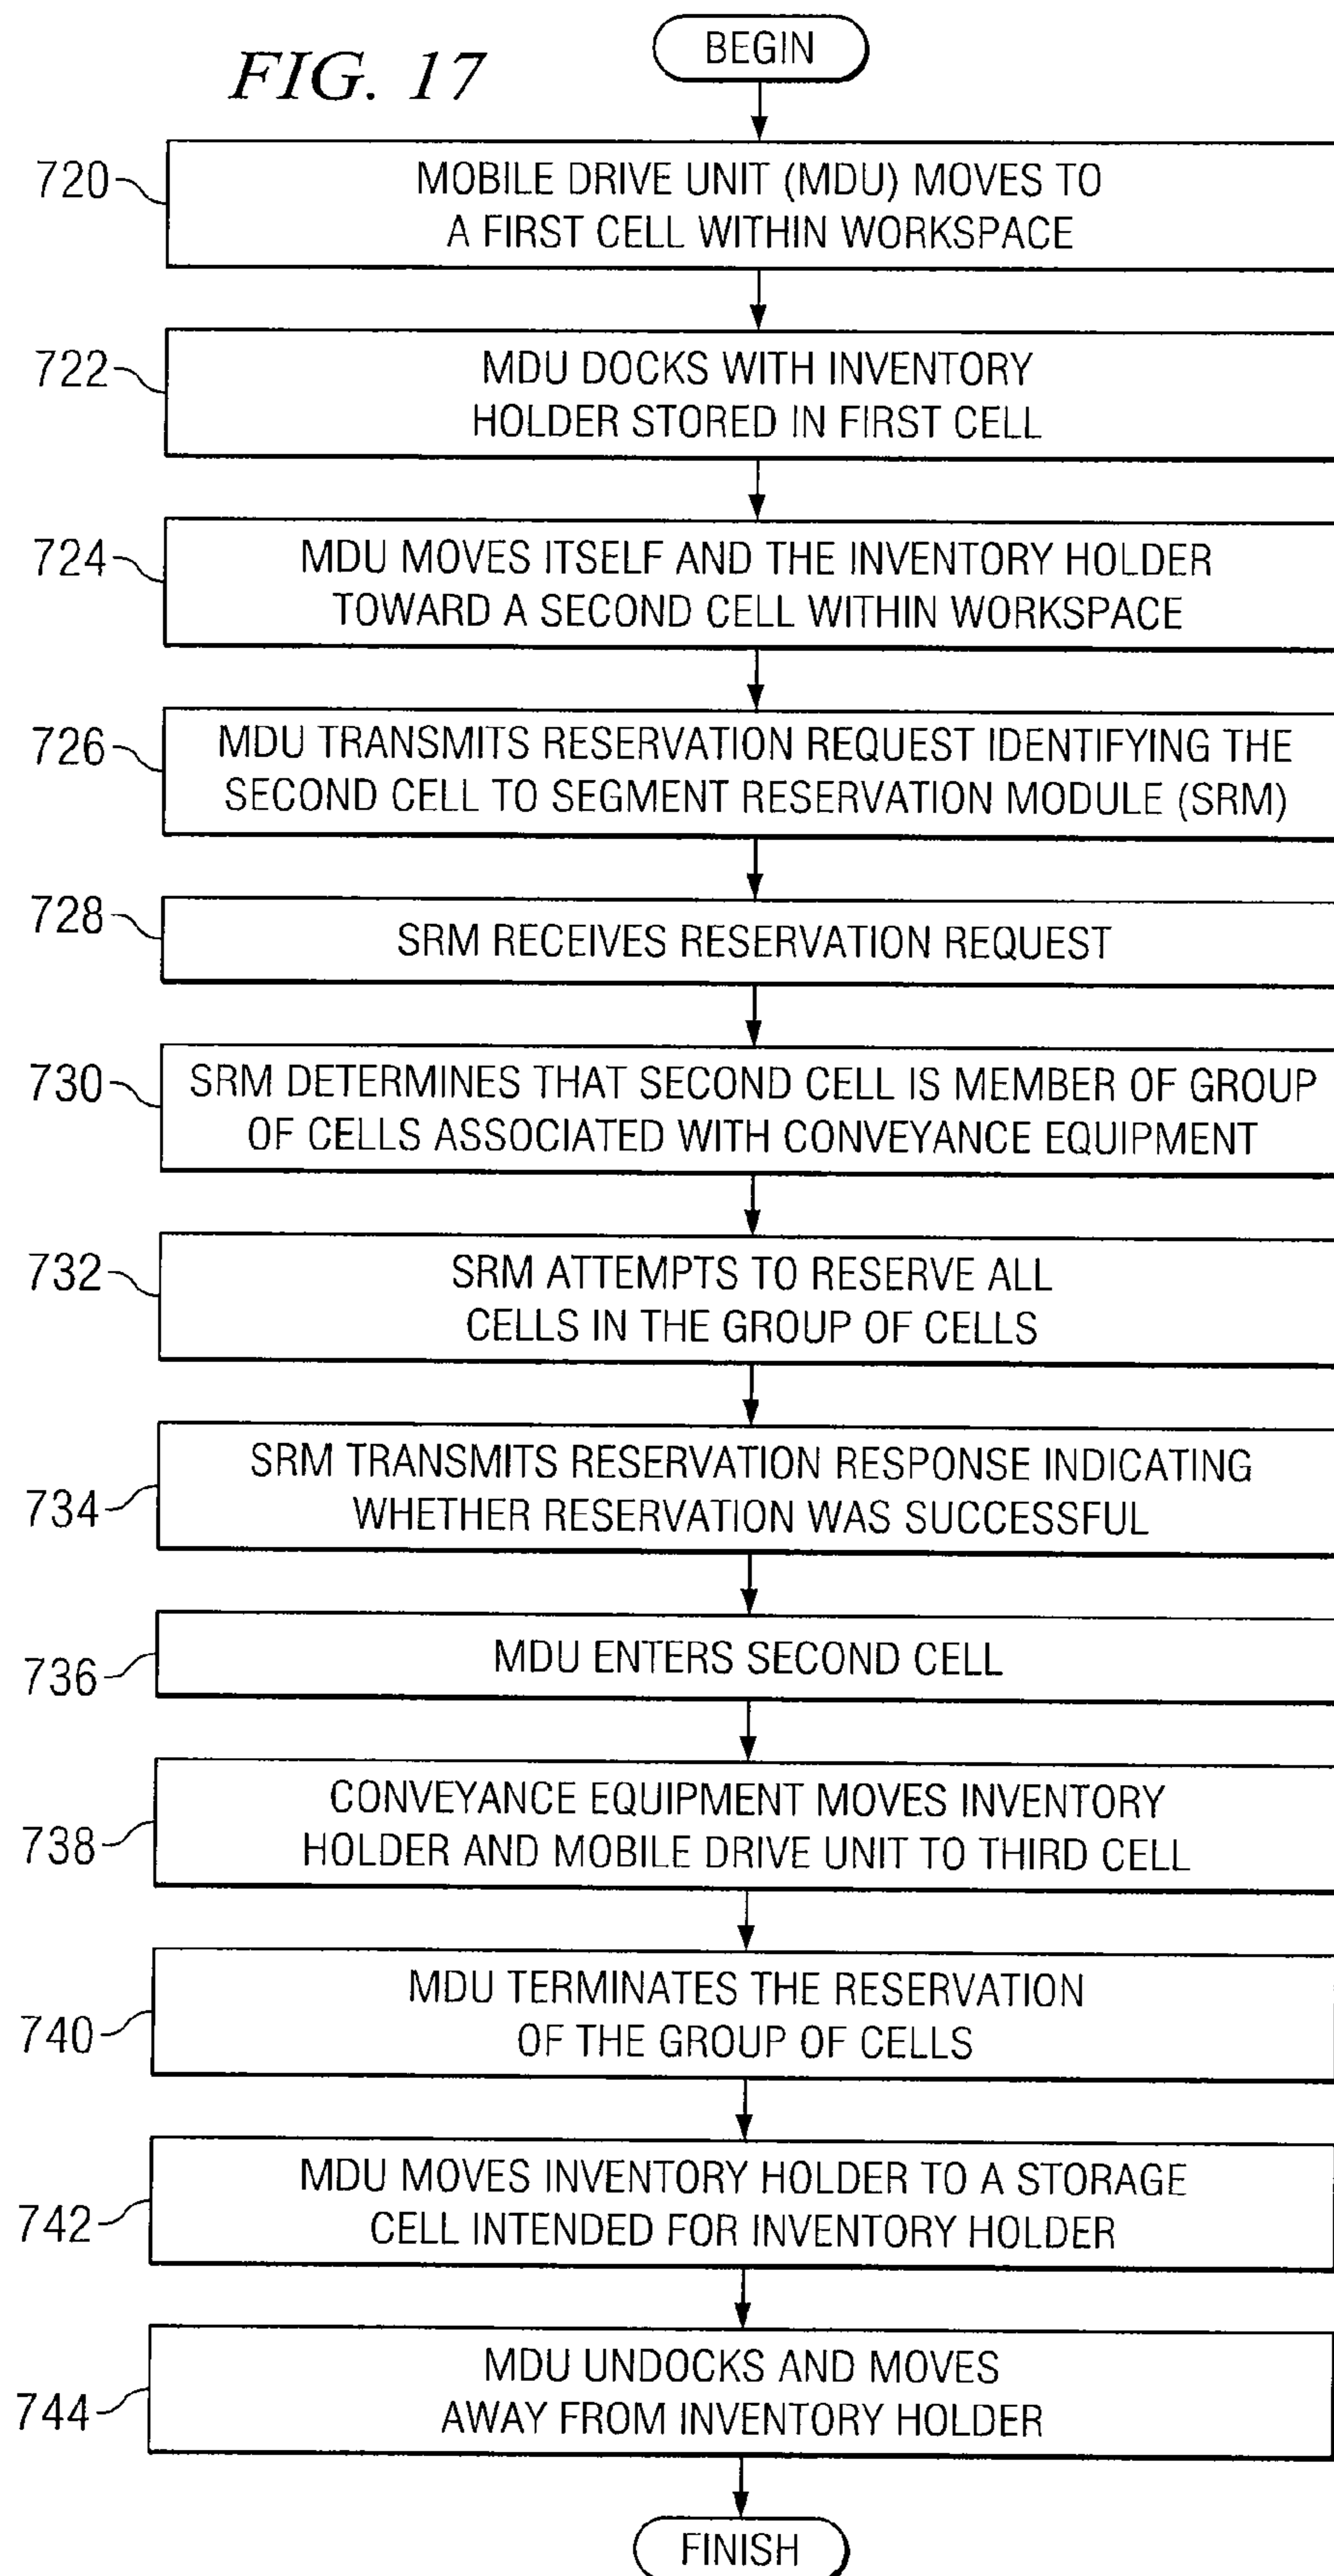 FIG. 17
BEGIN
720
MOBILE DRIVE UNIT (MDU) MOVES TO
A FIRST CELL WITHIN WORKSPACE
722
MDU DOCKS WITH INVENTORY
HOLDER STORED IN FIRST CELL
724
MDU MOVES ITSELF AND THE INVENTORY HOLDER
TOWARD A SECOND CELL WITHIN WORKSPACE
726
MDU TRANSMITS RESERVATION REQUEST IDENTIFYING THE
SECOND CELL TO SEGMENT RESERVATION MODULE (SRM)
728
SRM RECEIVES RESERVATION REQUEST
730
SRM DETERMINES THAT SECOND CELL IS MEMBER OF GROUP
OF CELLS ASSOCIATED WITH CONVEYANCE EQUIPMENT
732
SRM ATTEMPTS TO RESERVE ALL
CELLS IN THE GROUP OF CELLS
734
SRM TRANSMITS RESERVATION RESPONSE INDICATING
WHETHER RESERVATION WAS SUCCESSFUL
736
MDU ENTERS SECOND CELL
738
CONVEYANCE EQUIPMENT MOVES INVENTORY
HOLDER AND MOBILE DRIVE UNIT TO THIRD CELL
740
MDU TERMINATES THE RESERVATION
OF THE GROUP OF CELLS
742
MDU MOVES INVENTORY HOLDER TO A STORAGE
CELL INTENDED FOR INVENTORY HOLDER
744
MDU UNDOCKS AND MOVES
AWAY FROM INVENTORY HOLDER
FINISH